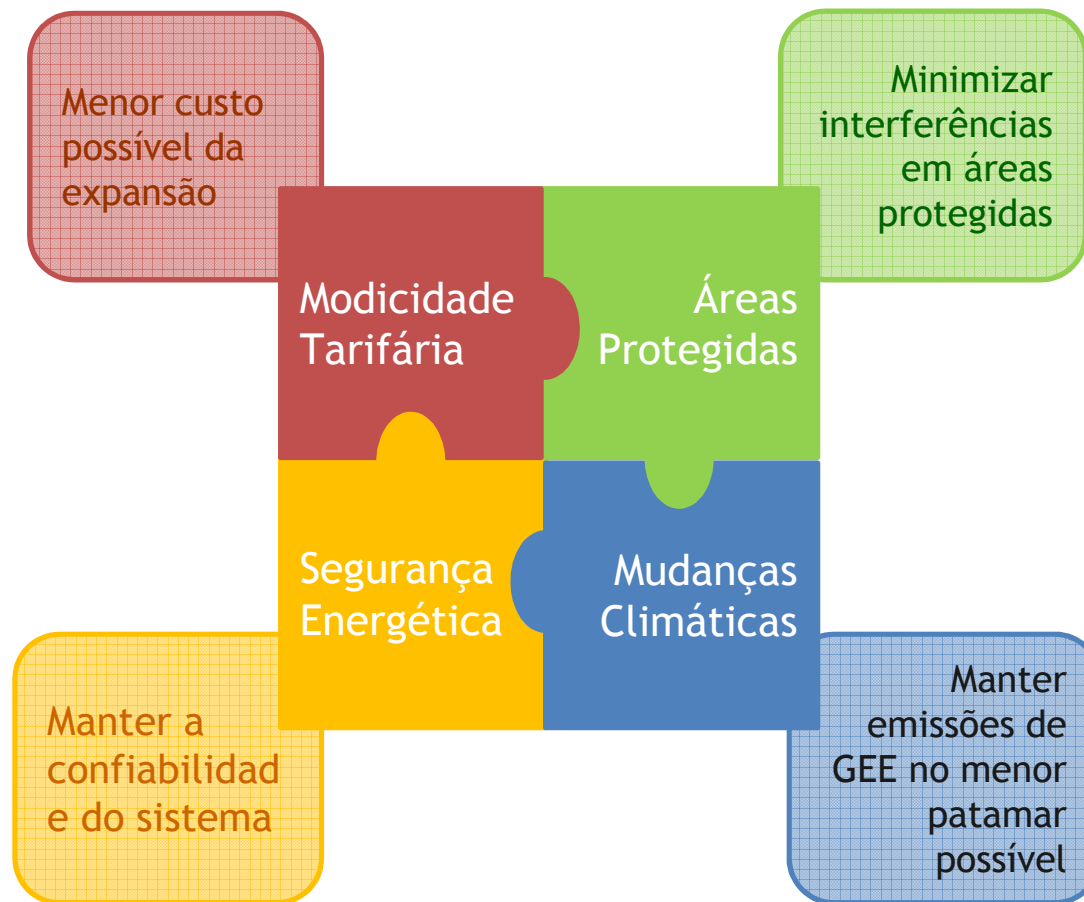 Menor custo
possível da
expansão
Minimizar
interferências
em áreas
protegidas
Modicidade
Tarifária
Áreas
Protegidas
Segurança
Energética
Mudanças
Climáticas
Manter a
confiabilidad
e do sistema
Manter
emissões de
GEE no menor
patamar
possível